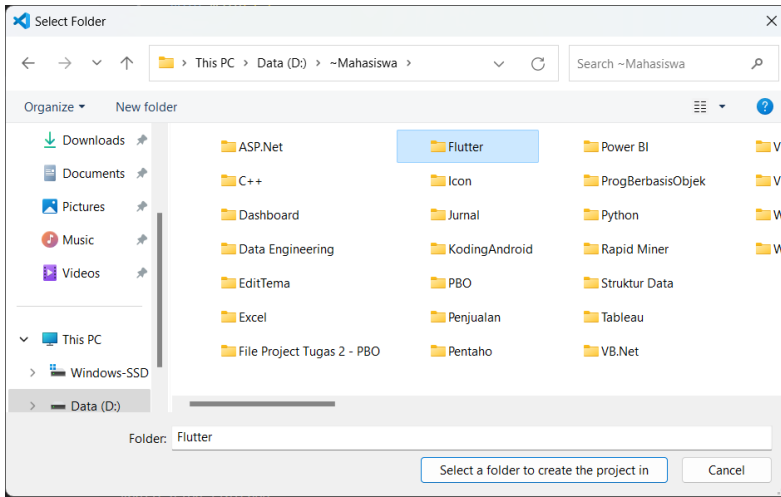 Select Folder
This PC > Data (D:) > ~Mahasiswa >
Search ~Mahasiswa
Organize
New folder
Downloads
Documents
Pictures
Music
Videos
This PC
Windows-SSD
Data (D:)
ASP.Net
C++
Dashboard
Data Engineering
EditTema
Excel
File Project Tugas 2 - PBO
Flutter
Icon
Jurnal
KodingAndroid
PBO
Penjualan
Pentaho
Power BI
ProgBerbasisObjek
Python
Rapid Miner
Struktur Data
Tableau
VB.Net
V
V
W
W
Folder: Flutter
Select a folder to create the project in
Cancel